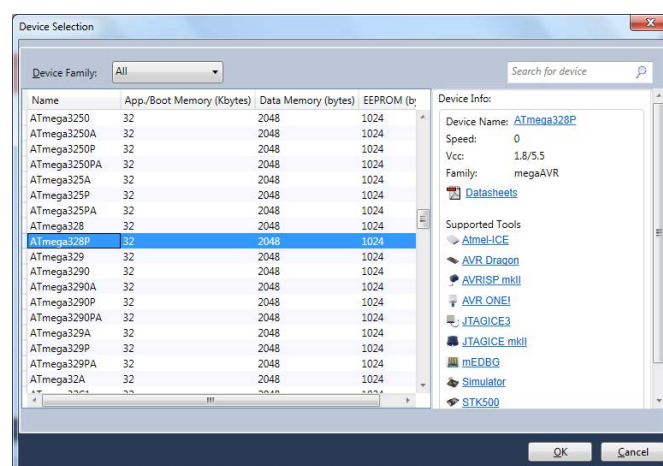 Device Selection
Device Family: All
Search for device
Name App./Boot Memory (Kbytes) Data Memory (bytes) EEPROM (by
ATmega3250 32 2048 1024
ATmega3250A 32 2048 1024
ATmega3250P 32 2048 1024
ATmega3250PA 32 2048 1024
ATmega325A 32 2048 1024
ATmega325P 32 2048 1024
ATmega325PA 32 2048 1024
ATmega328 32 2048 1024
ATmega328P 32 2048 1024
ATmega329 32 2048 1024
ATmega3290 32 2048 1024
ATmega3290A 32 2048 1024
ATmega3290P 32 2048 1024
ATmega3290PA 32 2048 1024
ATmega329A 32 2048 1024
ATmega329P 32 2048 1024
ATmega329PA 32 2048 1024
ATmega32A 32 2048 1024
Device Info:
Device Name: ATmega328P
Speed: 0
Vcc: 1.8/5.5
Family: megaAVR
Datasheets
Supported Tools
Atmel-ICE
AVR Dragon
AVRISP mkII
AVR ONE!
JTAGICE3
JTAGICE mkII
mEDBG
Simulator
STK500
OK Cancel